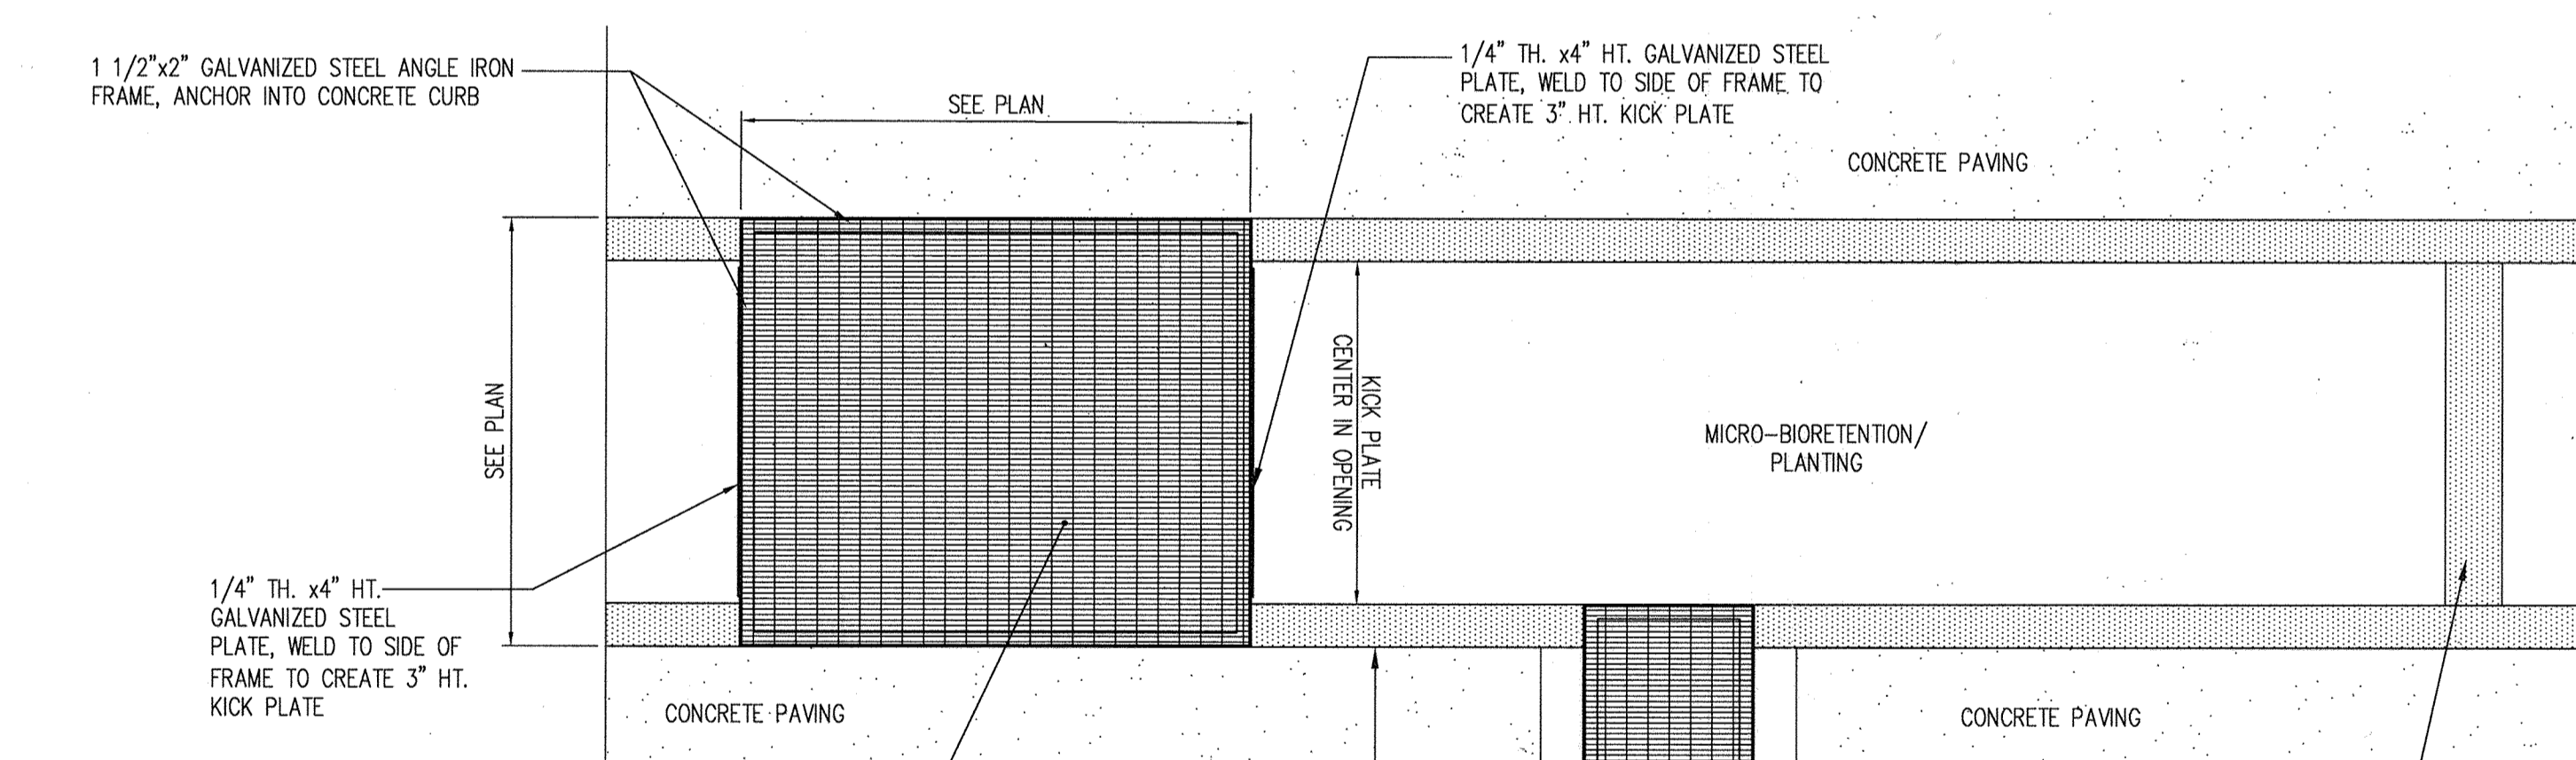 1 1/2"x2" GALVANIZED STEEL ANGLE IRON
FRAME, ANCHOR INTO CONCRETE CURB
SEE PLAN
1/4" TH. x4" HT. GALVANIZED STEEL
PLATE, WELD TO SIDE OF FRAME TO
CREATE 3" HT. KICK PLATE
CONCRETE PAVING
SEE PLAN
KICK PLATE
CENTER IN OPENING
MICRO-BIORETENTION/
PLANTING
1/4" TH. x4" HT.
GALVANIZED STEEL
PLATE, WELD TO SIDE OF
FRAME TO CREATE 3" HT.
KICK PLATE
CONCRETE PAVING
CONCRETE PAVING